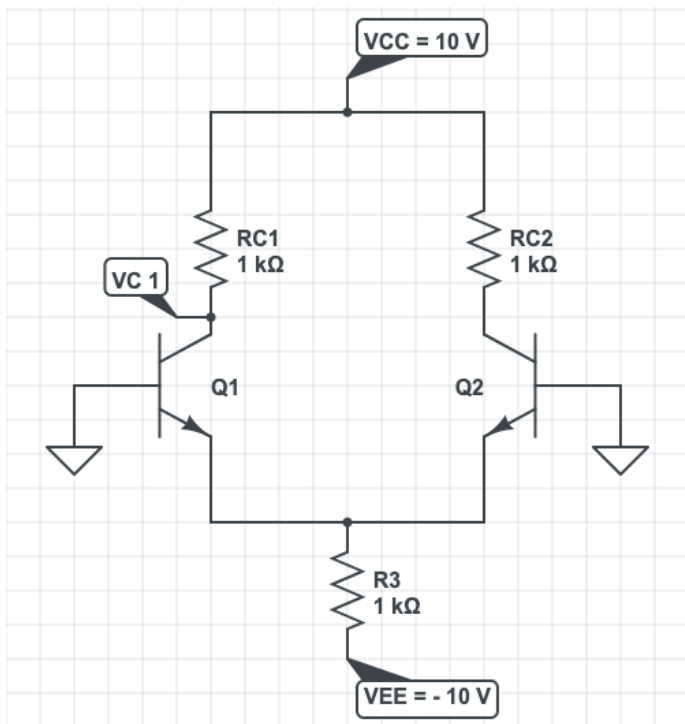 VCC = 10 V
RC1
1 kΩ
RC2
1 kΩ
VC 1
Q1
Q2
R3
1 kΩ
VEE = - 10 V